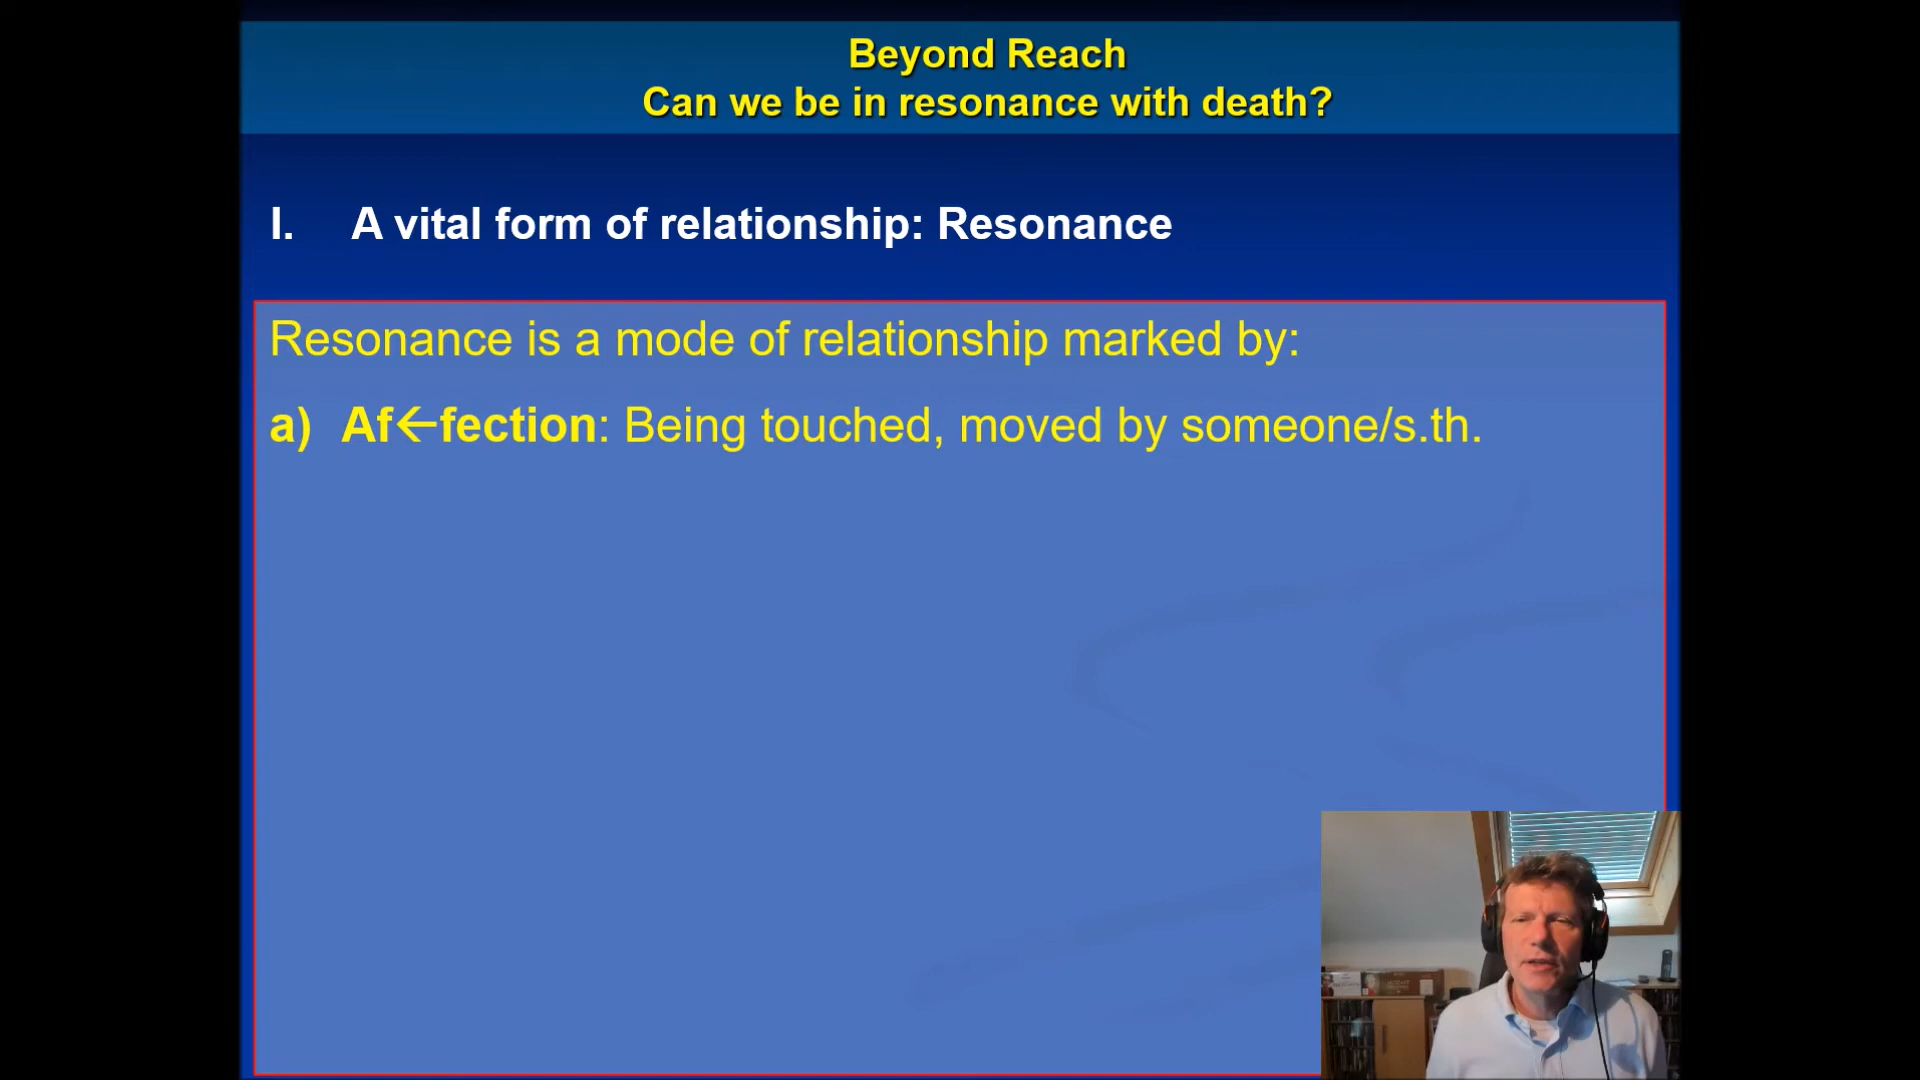 Beyond Reach
Can we be in resonance with death?
I. A vital form of relationship: Resonance
Resonance is a mode of relationship marked by:
a) Af←fection: Being touched, moved by someone/s.th.